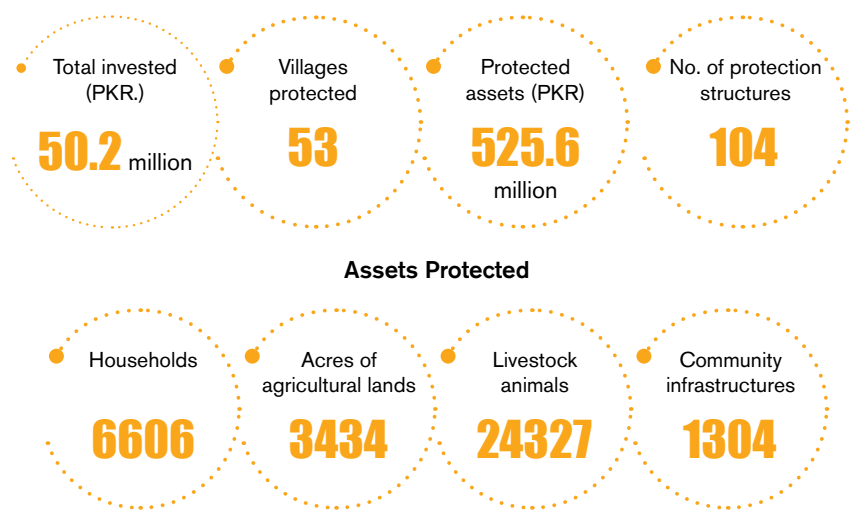 Total invested
(PKR.)
50.2 million
Villages
protected
53
Protected
assets (PKR)
525.6
million
No. of protection
structures
104
Assets Protected
Households
6606
Acres of
agricultural lands
3434
Livestock
animals
24327
Community
infrastructures
1304